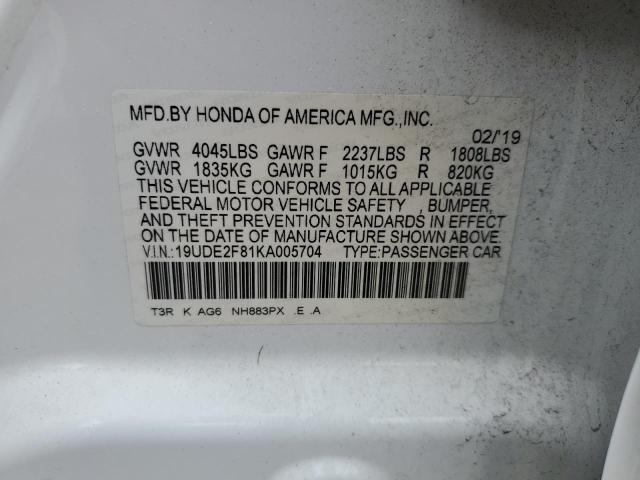 MFD.BY HONDA OF AMERICA MFG.,INC.
02/'19
GVWR 4045LBS GAWR F 2237LBS R 1808LBS
GVWR 1835KG GAWR F 1015KG R 820KG
THIS VEHICLE CONFORMS TO ALL APPLICABLE
FEDERAL MOTOR VEHICLE SAFETY , BUMPER,
AND THEFT PREVENTION STANDARDS IN EFFECT
ON THE DATE OF MANUFACTURE SHOWN ABOVE.
V.I.N.:19UDE2F81KA005704 TYPE:PASSENGER CAR
T3R K AG6 NH883PX .E .A